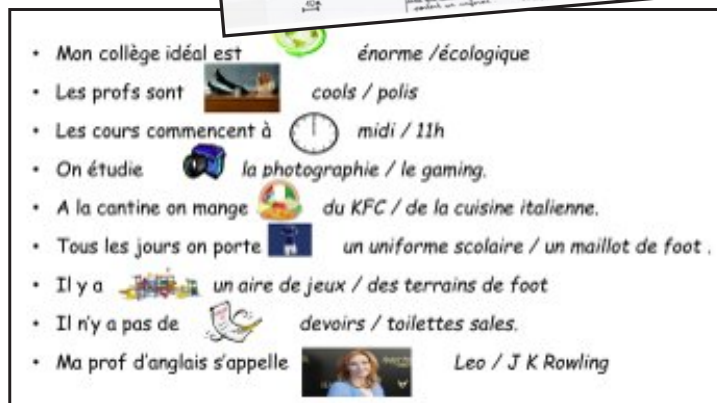 Mon collège idéal est énorme /écologique
Les profs sont cools / polis
Les cours commencent à midi / 11h
On étudie la photographie / le gaming.
A la cantine on mange du KFC / de la cuisine italienne.
Tous les jours on porte un uniforme scolaire / un maillot de foot .
Il y a un aire de jeux / des terrains de foot
Il n'y a pas de devoirs / toilettes sales.
Ma prof d'anglais s'appelle Leo / J K Rowling